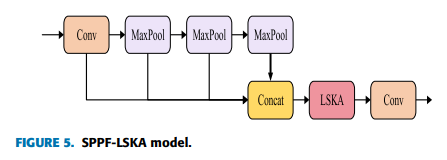 Conv MaxPool MaxPool MaxPool
Concat LSKA Conv
FIGURE 5. SPPF-LSKA model.